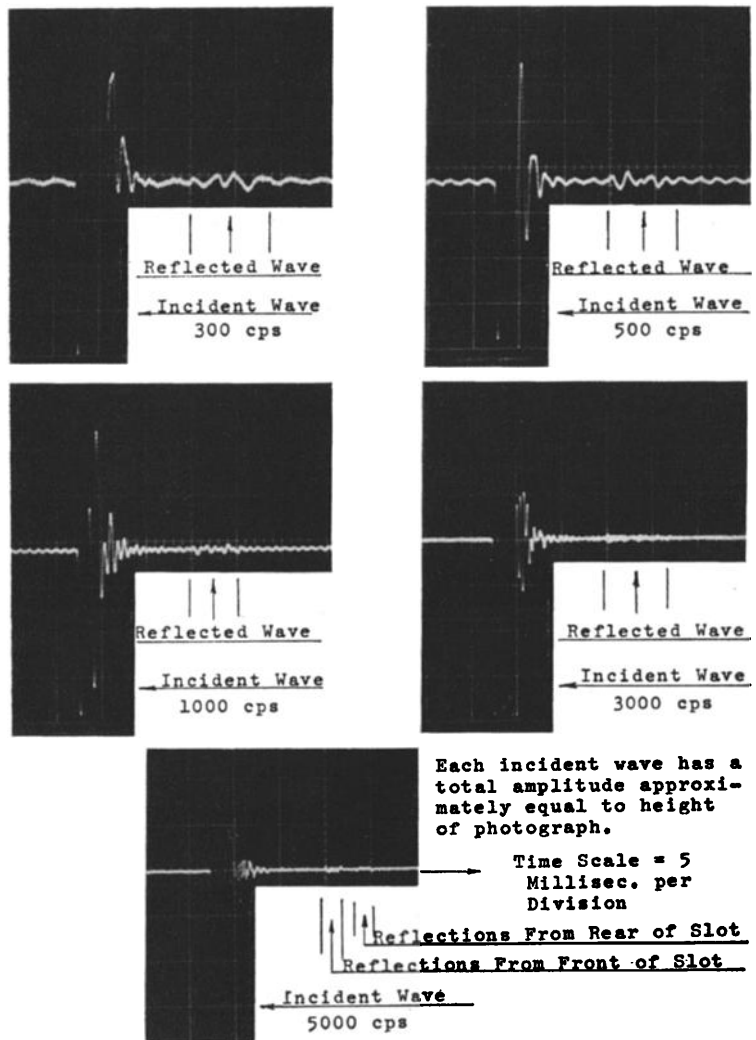 Reflected Wave
Incident Wave
300 cps
Reflected Wave
Incident Wave
500 cps
Reflected Wave
Incident Wave
1000 cps
Reflected Wave
Incident Wave
3000 cps
Each incident wave has a
total amplitude approxi-
mately equal to height
of photograph.
Time Scale = 5
Millisec. per
Division
Reflections From Rear of Slot
Reflections From Front of Slot
Incident Wave
5000 cps